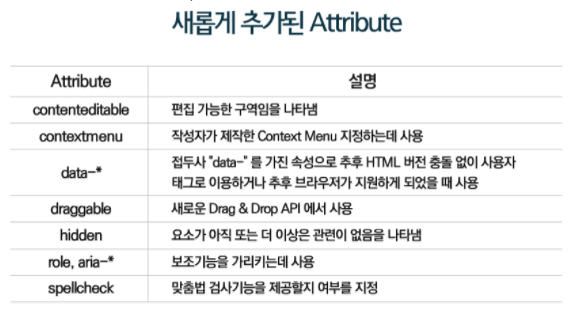 새롭게 추가된 Attribute
Attribute 설명
contenteditable 편집 가능한 구역임을 나타냄
contextmenu 작성자가 제작한 Context Menu 지정하는데 사용
data-* 접두사 "data-" 를 가진 속성으로 추후 HTML 버전 충돌 없이 사용자
태그로 이용하거나 추후 브라우저가 지원하게 되었을 때 사용
draggable 새로운 Drag & Drop API 에서 사용
hidden 요소가 아직 또는 더 이상은 관련이 없음을 나타냄
role, aria-* 보조기능을 가리키는데 사용
spellcheck 맞춤법 검사기능을 제공할지 여부를 지정